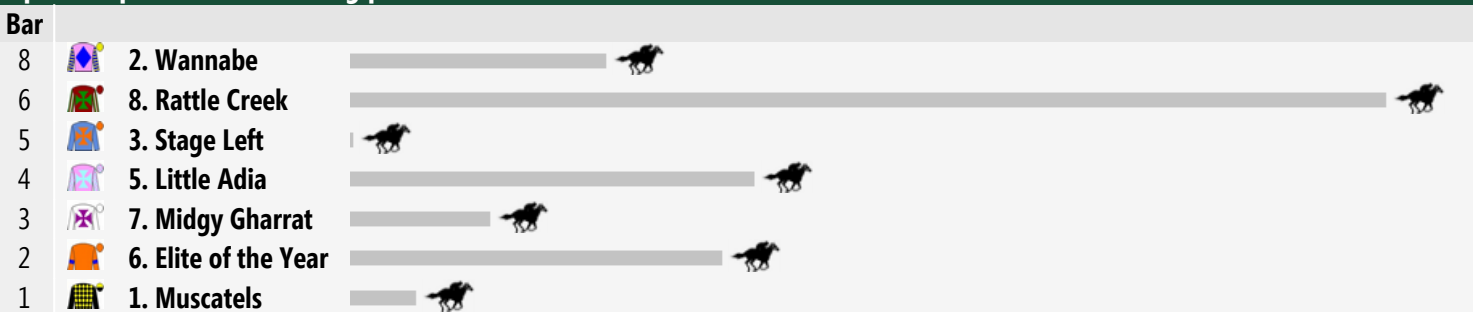 Bar
8 2. Wannabe
6 8. Rattle Creek
5 3. Stage Left
4 5. Little Adia
3 7. Midgy Gharrat
2 6. Elite of the Year
1 1. Muscatels